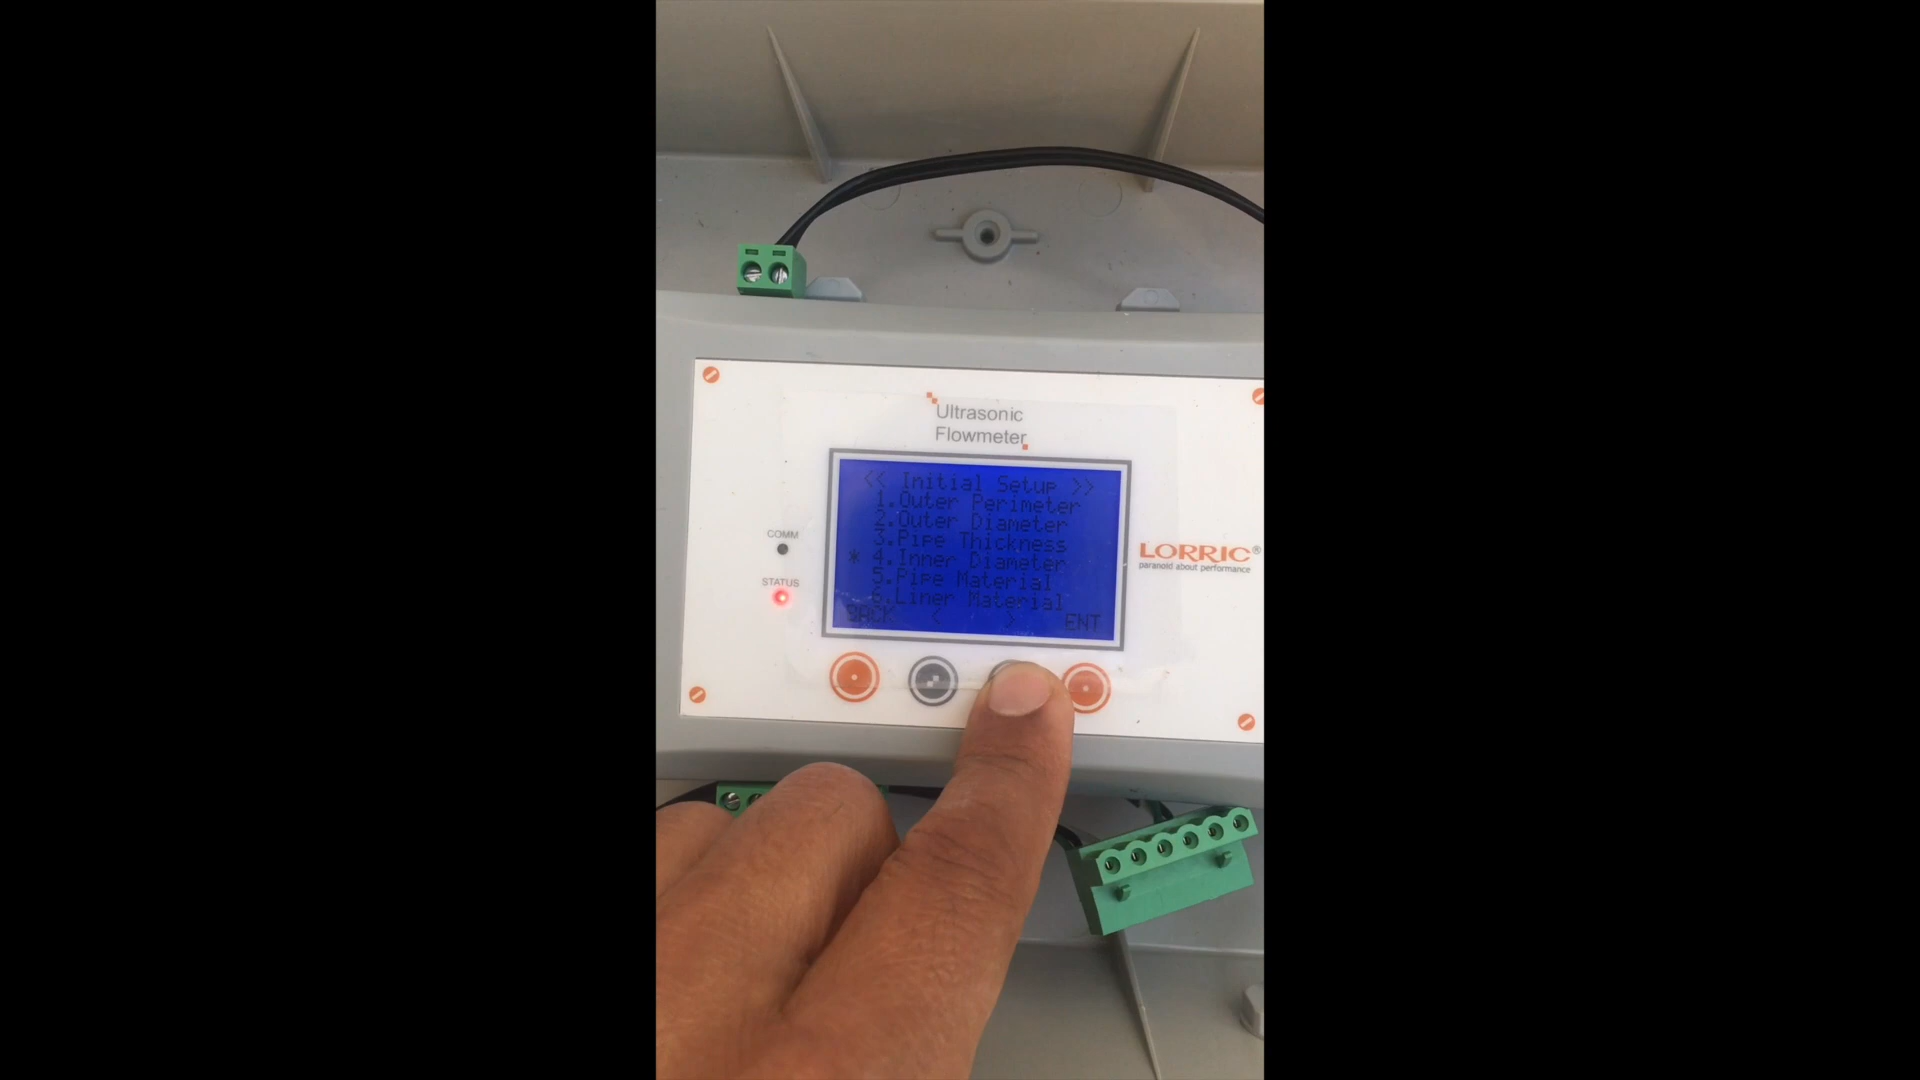 Ultrasonic
Flowmeter
<< Initial Setup >>
1.Outer Perimeter
2.Outer Diameter
3.Pipe Thickness
* 4.Inner Diameter
5.Pipe Material
6.Liner Material
BACK < > ENT
COMM
STATUS
LORRIC®
paranoid about performance